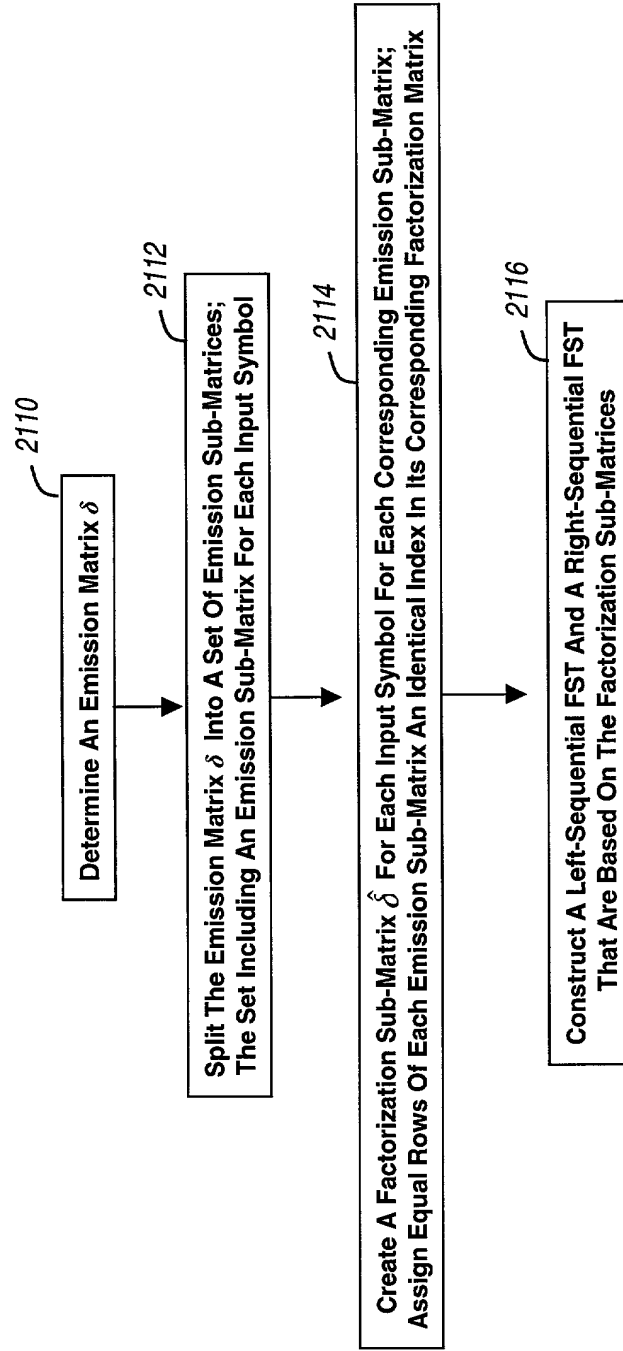 2110
Determine An Emission Matrix δ
2112
Split The Emission Matrix δ Into A Set Of Emission Sub-Matrices;
The Set Including An Emission Sub-Matrix For Each Input Symbol
2114
Create A Factorization Sub-Matrix δ̂ For Each Input Symbol For Each Corresponding Emission Sub-Matrix;
Assign Equal Rows Of Each Emission Sub-Matrix An Identical Index In Its Corresponding Factorization Matrix
2116
Construct A Left-Sequential FST And A Right-Sequential FST
That Are Based On The Factorization Sub-Matrices